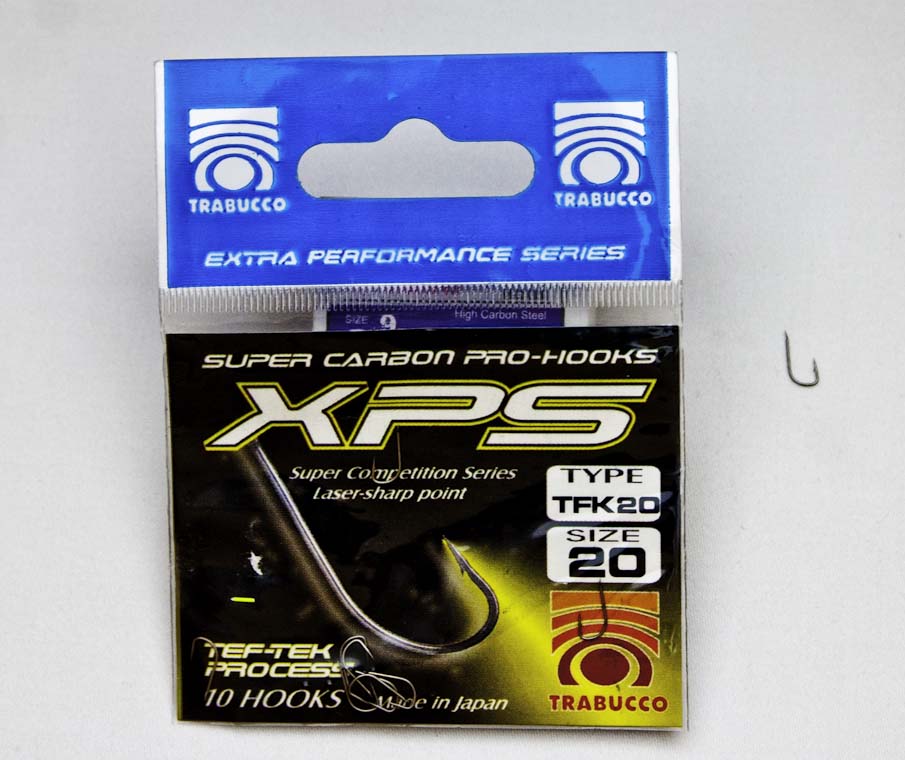 TRABUCCO
TRABUCCO
EXTRA PERFORMANCE SERIES
SIZE 9
High Carbon Steel
SUPER CARBON PRO-HOOKS
XPS
Super Competition Series
Laser-sharp point
TYPE
TFK20
SIZE
20
TEF-TEK
PROCESS
10 HOOKS
Made in Japan
TRABUCCO